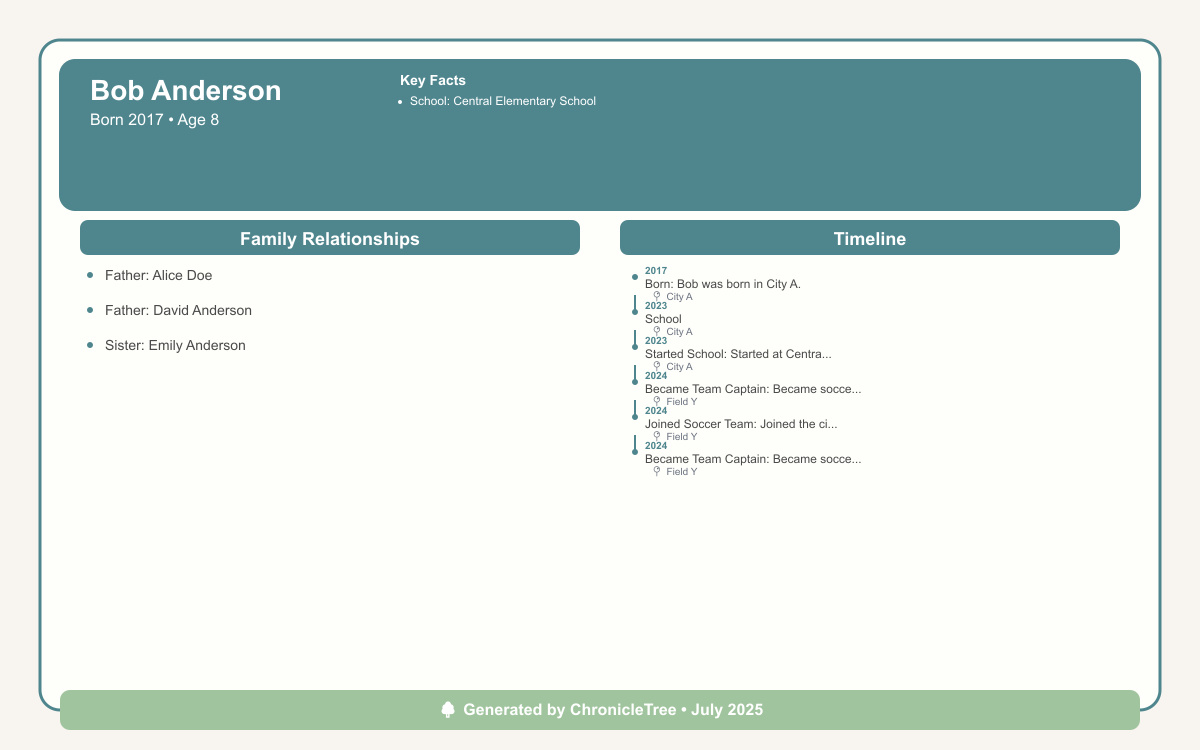 Bob Anderson
Born 2017 • Age 8
Key Facts
• School: Central Elementary School
Family Relationships
• Father: Alice Doe
• Father: David Anderson
• Sister: Emily Anderson
Timeline
2017
Born: Bob was born in City A.
City A
2023
School
City A
2023
Started School: Started at Centra...
City A
2024
Became Team Captain: Became socce...
Field Y
2024
Joined Soccer Team: Joined the ci...
Field Y
2024
Became Team Captain: Became socce...
Field Y
Generated by ChronicleTree • July 2025